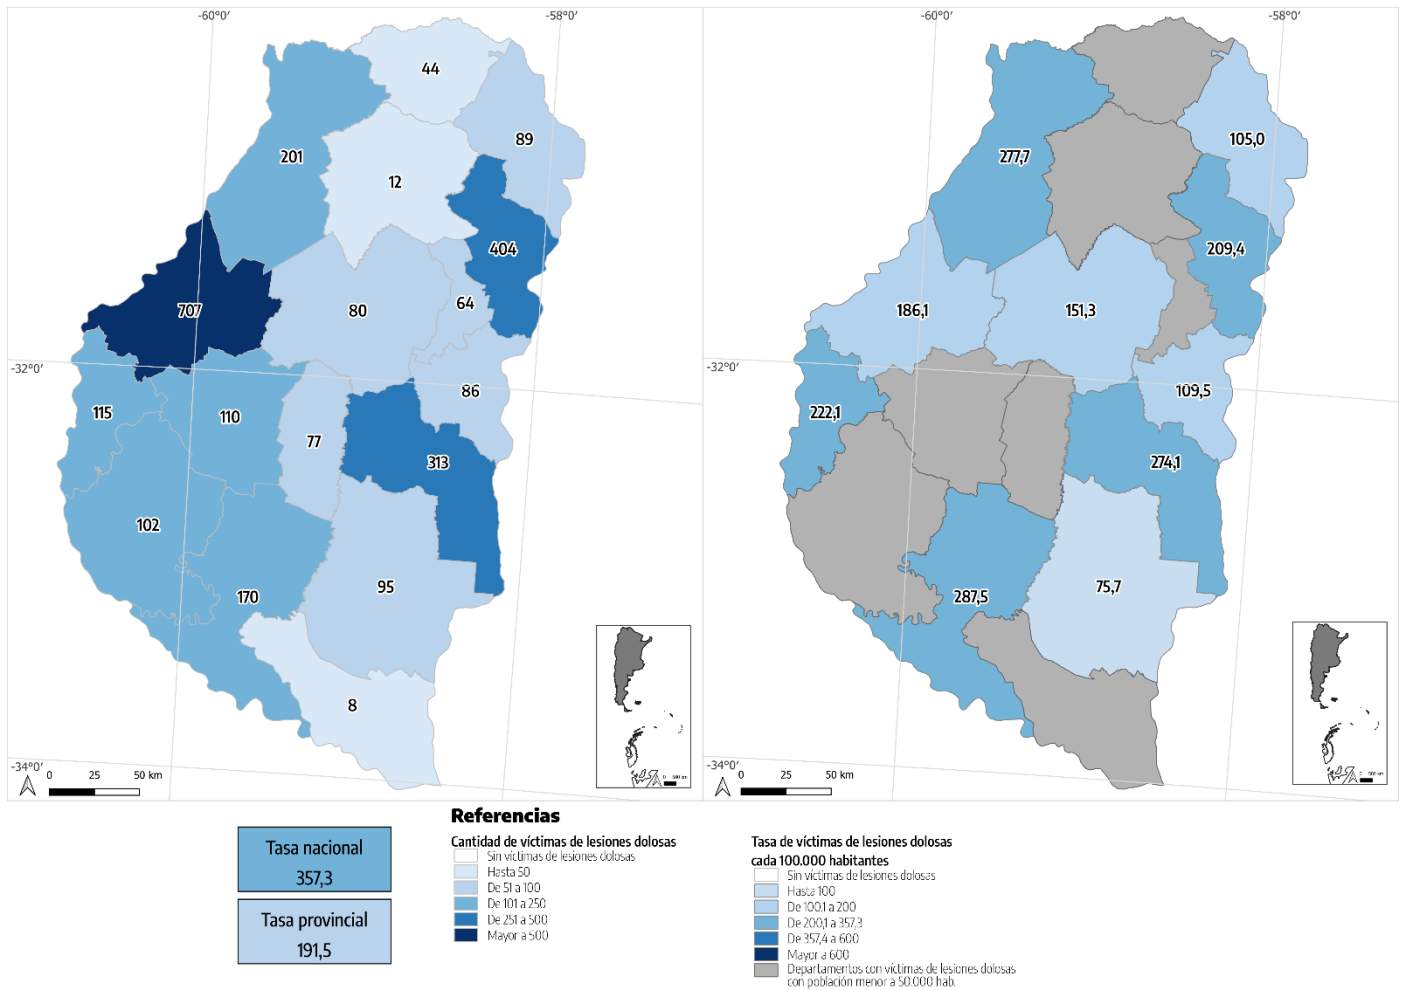 -60°0'
-58°0'
44
89
201
12
404
707
80
64
-32°0'
86
115
110
77
313
102
95
170
8
-34°0'
0 25 50 km
0 500 km
-60°0'
-58°0'
105,0
277,7
209,4
186,1
151,3
-32°0'
109,5
222,1
274,1
75,7
287,5
-34°0'
0 25 50 km
0 500 km
Tasa nacional
357,3
Tasa provincial
191,5
Referencias
Cantidad de víctimas de lesiones dolosas
Sin víctimas de lesiones dolosas
Hasta 50
De 51 a 100
De 101 a 250
De 251 a 500
Mayor a 500
Tasa de víctimas de lesiones dolosas
cada 100.000 habitantes
Sin víctimas de lesiones dolosas
Hasta 100
De 100,1 a 200
De 200,1 a 357,3
De 357,4 a 600
Mayor a 600
Departamentos con víctimas de lesiones dolosas
con población menor a 50.000 hab.